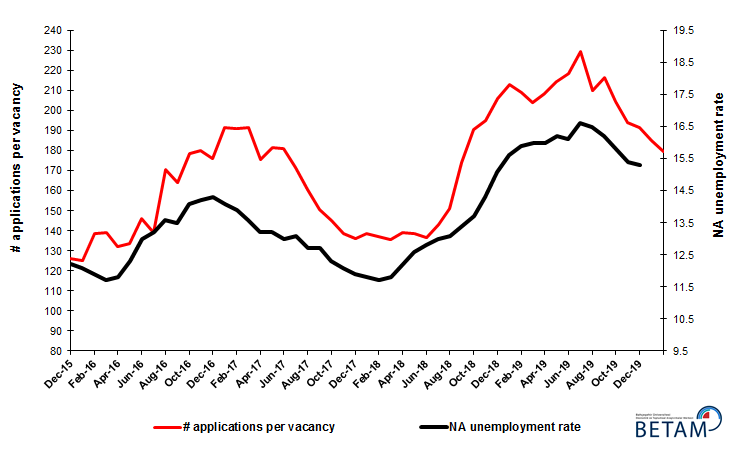 240
230
220
210
200
190
180
170
160
150
140
130
120
110
100
90
80
# applications per vacancy
19.5
18.5
17.5
16.5
15.5
14.5
13.5
12.5
11.5
10.5
9.5
NA unemployment rate
Dec-15
Feb-16
Apr-16
Jun-16
Aug-16
Oct-16
Dec-16
Feb-17
Apr-17
Jun-17
Aug-17
Oct-17
Dec-17
Feb-18
Apr-18
Jun-18
Aug-18
Oct-18
Dec-18
Feb-19
Apr-19
Jun-19
Aug-19
Oct-19
Dec-19
# applications per vacancy
NA unemployment rate
BETAM